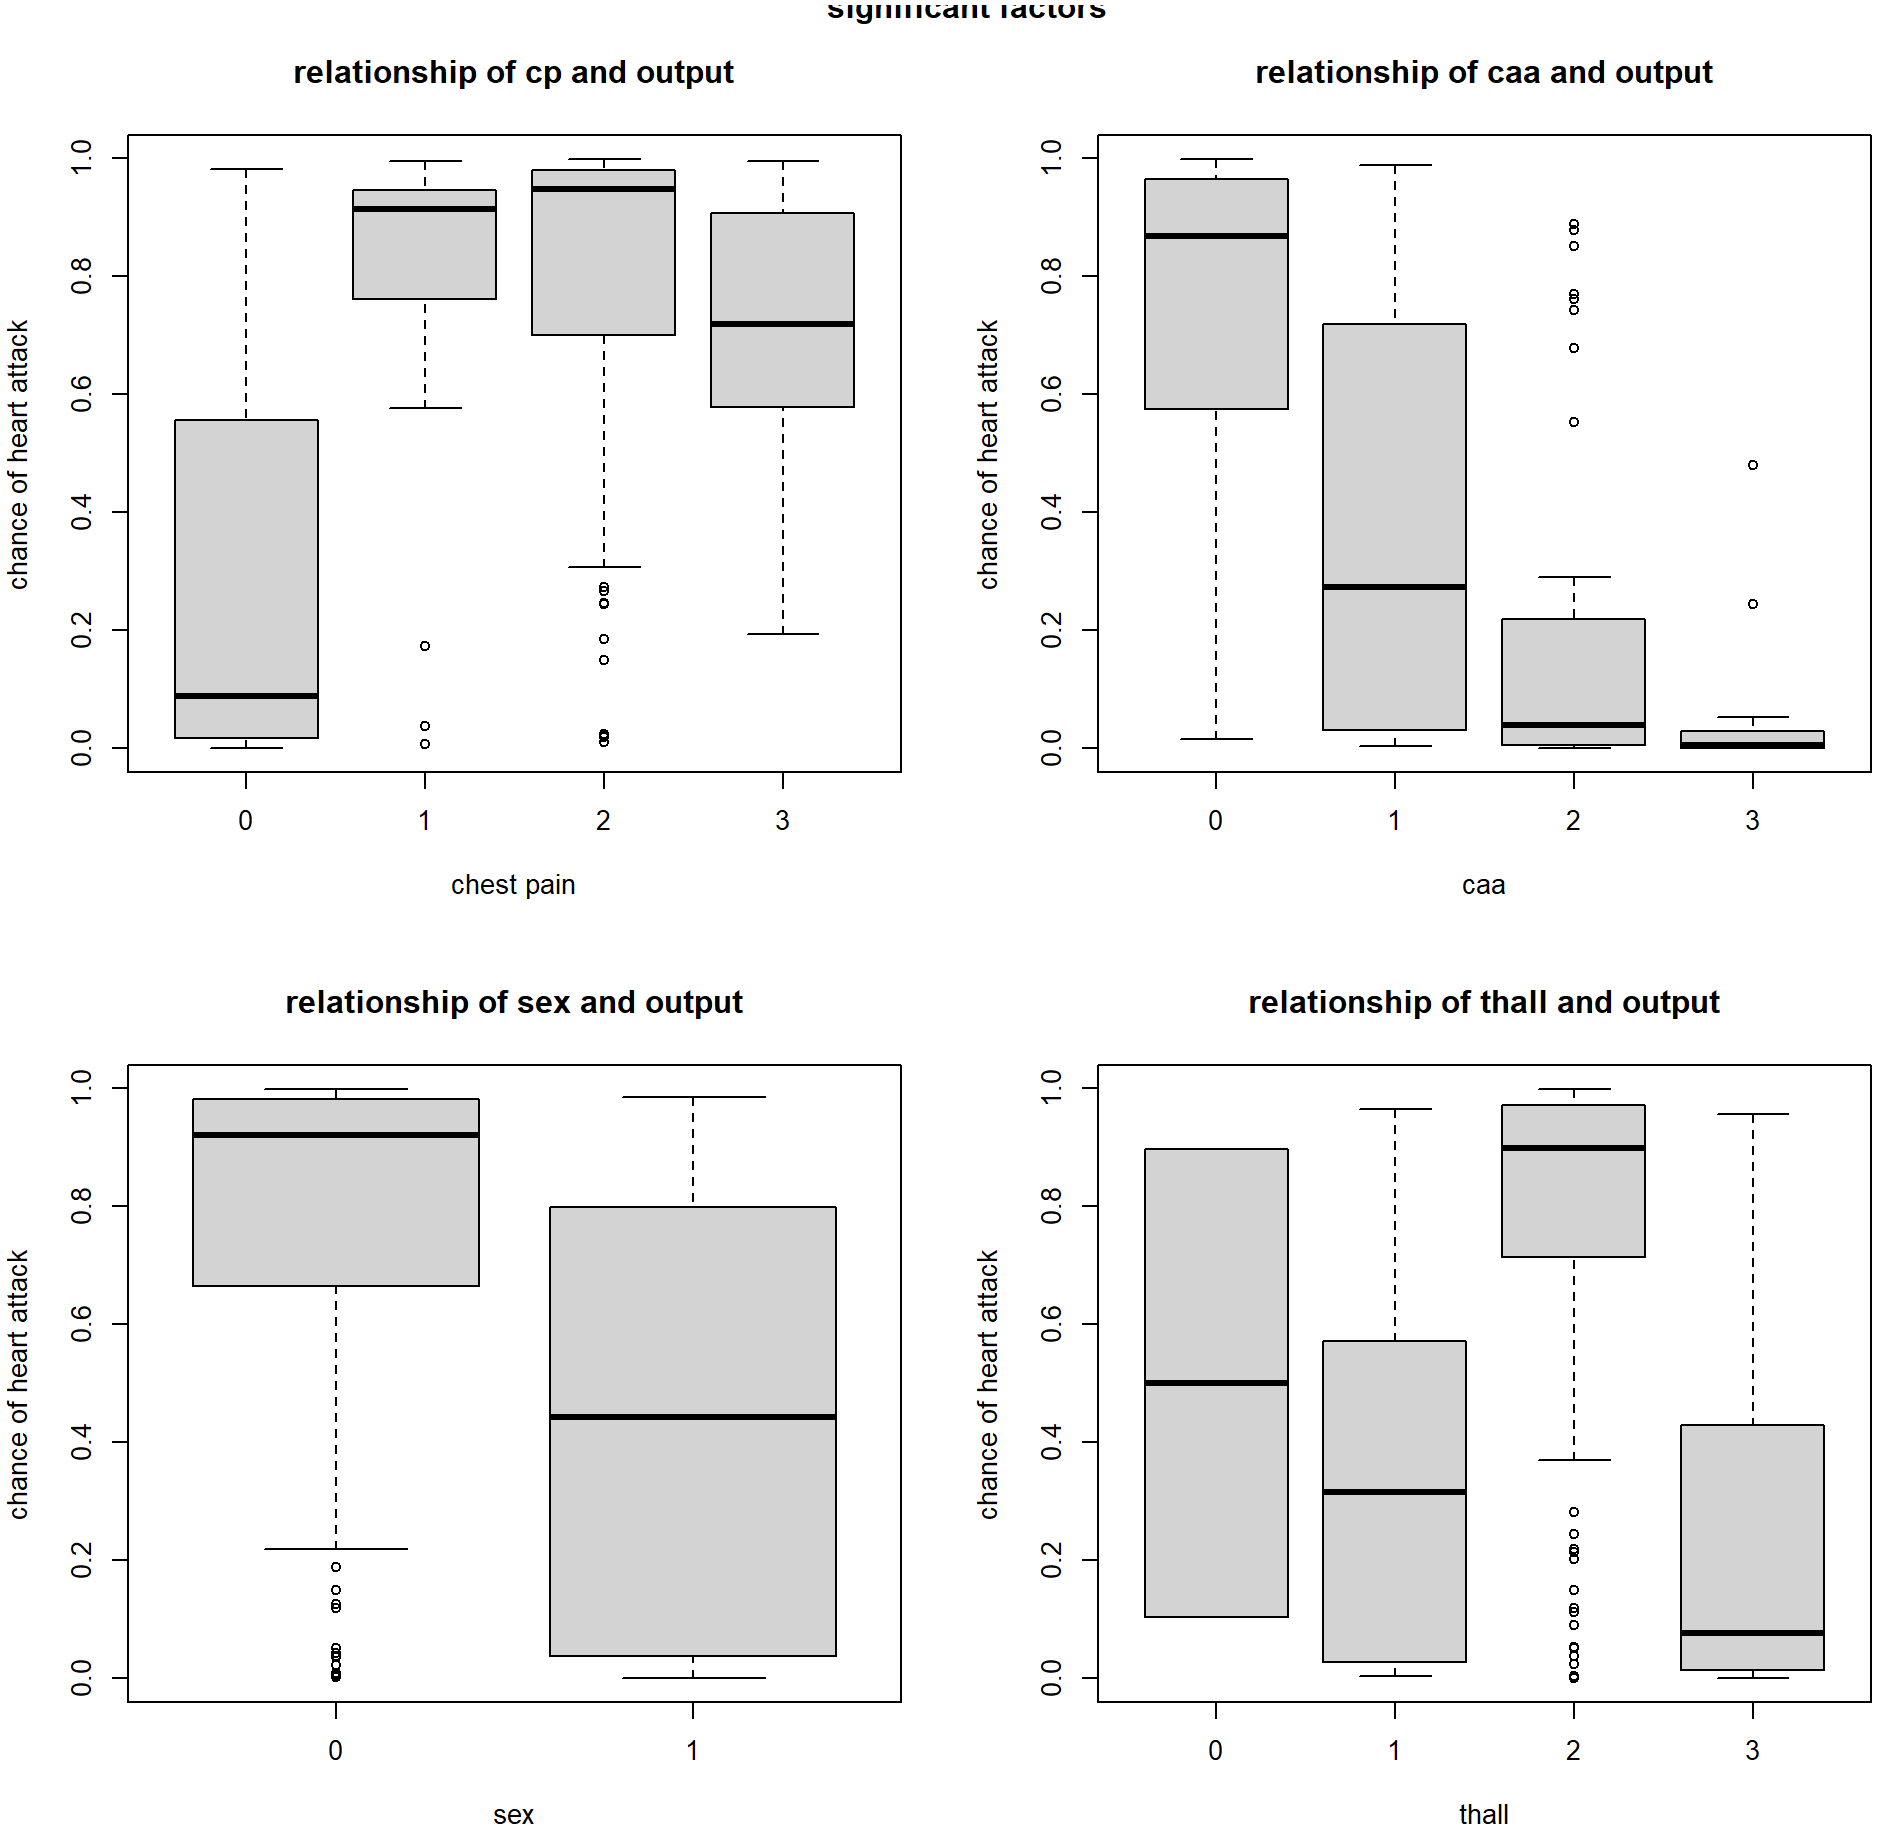 significant factors
relationship of cp and output
chance of heart attack
1.0
0.8
0.6
0.4
0.2
0.0
0 1 2 3
chest pain
relationship of caa and output
chance of heart attack
1.0
0.8
0.6
0.4
0.2
0.0
0 1 2 3
caa
relationship of sex and output
chance of heart attack
1.0
0.8
0.6
0.4
0.2
0.0
0 1
sex
relationship of thall and output
chance of heart attack
1.0
0.8
0.6
0.4
0.2
0.0
0 1 2 3
thall